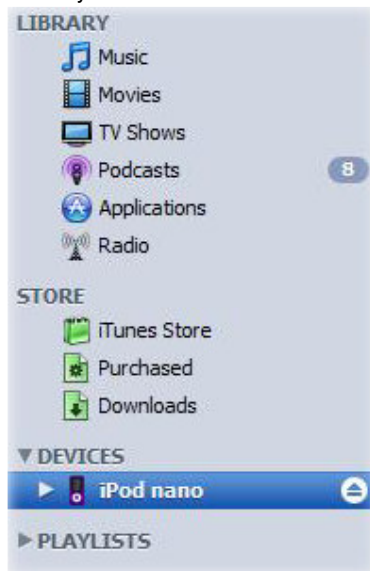 LIBRARY
Music
Movies
TV Shows
Podcasts 8
Applications
Radio
STORE
iTunes Store
Purchased
Downloads
DEVICES
iPod nano
PLAYLISTS